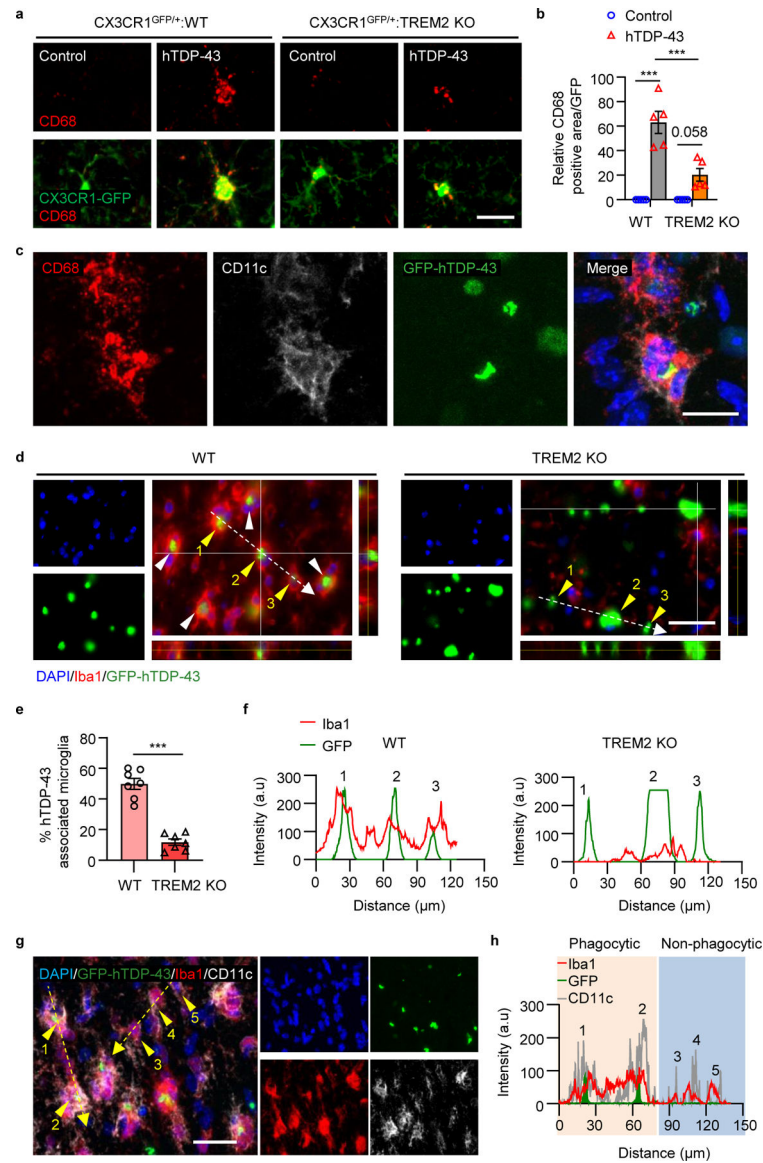 a
CX3CR1^GFP/+:WT
CX3CR1^GFP/+:TREM2 KO
Control
hTDP-43
Control
hTDP-43
CD68
CX3CR1-GFP
CD68
b
Control
hTDP-43
***
***
0.058
Relative CD68
positive area/GFP
100
80
60
40
20
0
WT
TREM2 KO
c
CD68
CD11c
GFP-hTDP-43
Merge
d
WT
TREM2 KO
1
2
3
1
2
3
DAPI/Iba1/GFP-hTDP-43
e
% hTDP-43
associated microglia
80
60
40
20
0
***
WT
TREM2 KO
f
Iba1
GFP
WT
TREM2 KO
Intensity (a.u)
300
200
100
0
1
2
3
0
30
60
90
120
150
Distance (µm)
Intensity (a.u)
300
200
100
0
1
2
3
0
30
60
90
120
150
Distance (µm)
g
DAPI/GFP-hTDP-43/Iba1/CD11c
1
2
3
4
5
h
Phagocytic
Non-phagocytic
Iba1
GFP
CD11c
Intensity (a.u)
300
200
100
0
1
2
3
4
5
0
30
60
90
120
150
Distance (µm)